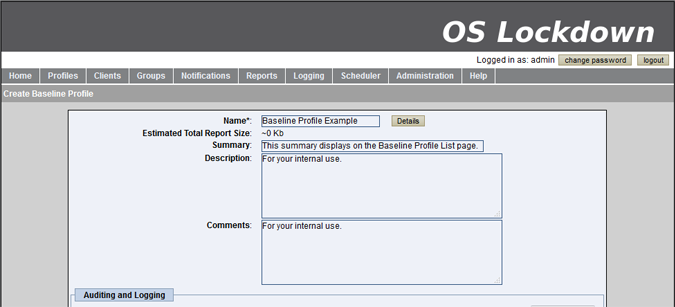 OS Lockdown
Logged in as: admin change password logout
Home Profiles Clients Groups Notifications Reports Logging Scheduler Administration Help
Create Baseline Profile
Name*: Baseline Profile Example Details
Estimated Total Report Size: ~0 Kb
Summary: This summary displays on the Baseline Profile List page.
Description: For your internal use.
Comments: For your internal use.
Auditing and Logging